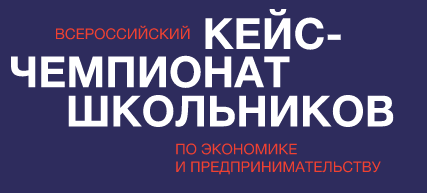 ВСЕРОССИЙСКИЙ КЕЙС-
ЧЕМПИОНАТ
ШКОЛЬНИКОВ
ПО ЭКОНОМИКЕ
И ПРЕДПРИНИМАТЕЛЬСТВУ